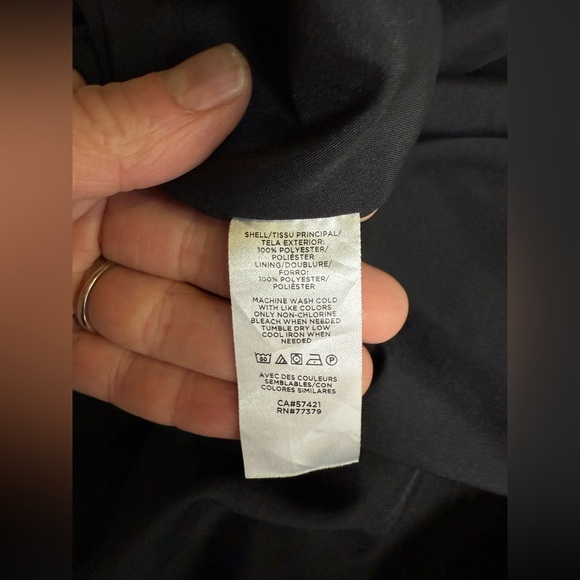 SHELL/TISSU PRINCIPAL/
TELA EXTERIOR:
100% POLYESTER/
POLIÉSTER
LINING/DOUBLURE/
FORRO:
100% POLYESTER/
POLIÉSTER
MACHINE WASH COLD
WITH LIKE COLORS
ONLY NON-CHLORINE
BLEACH WHEN NEEDED
TUMBLE DRY LOW
COOL IRON WHEN
NEEDED
30 P
AVEC DES COULEURS
SEMBLABLES/CON
COLORES SIMILARES
CA#57421
RN#77379